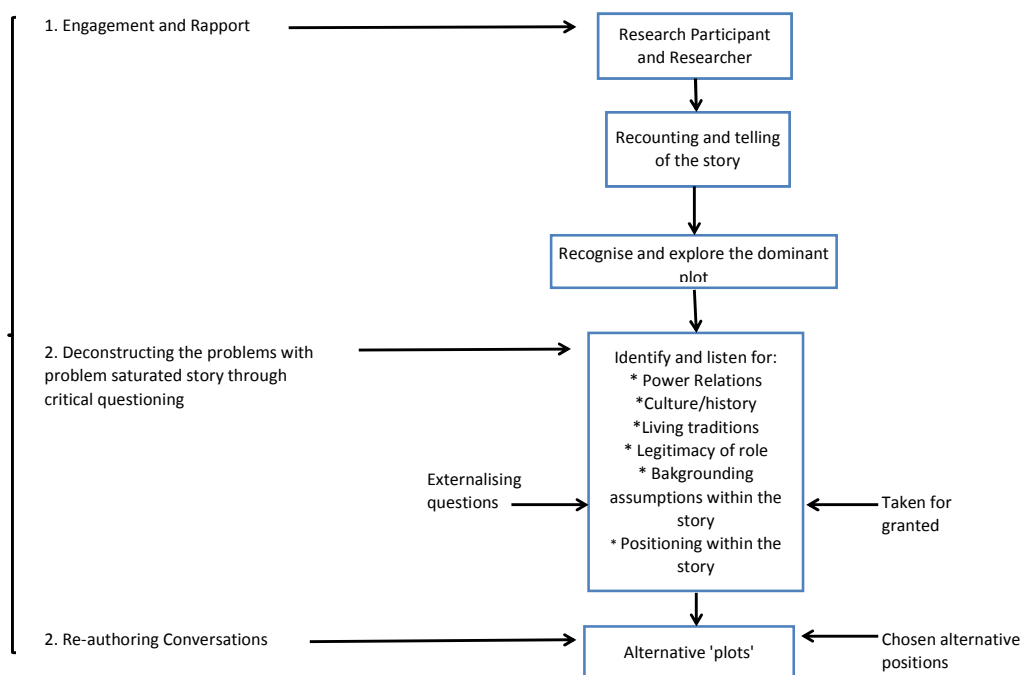 1. Engagement and Rapport
Research Participant
and Researcher
Recounting and telling
of the story
Recognise and explore the dominant
plot
2. Deconstructing the problems with
problem saturated story through
critical questioning
Identify and listen for:
* Power Relations
*Culture/history
*Living traditions
* Legitimacy of role
* Bakgrounding
assumptions within the
story
* Positioning within the
story
Externalising
questions
Taken for
granted
2. Re-authoring Conversations
Alternative 'plots'
Chosen alternative
positions